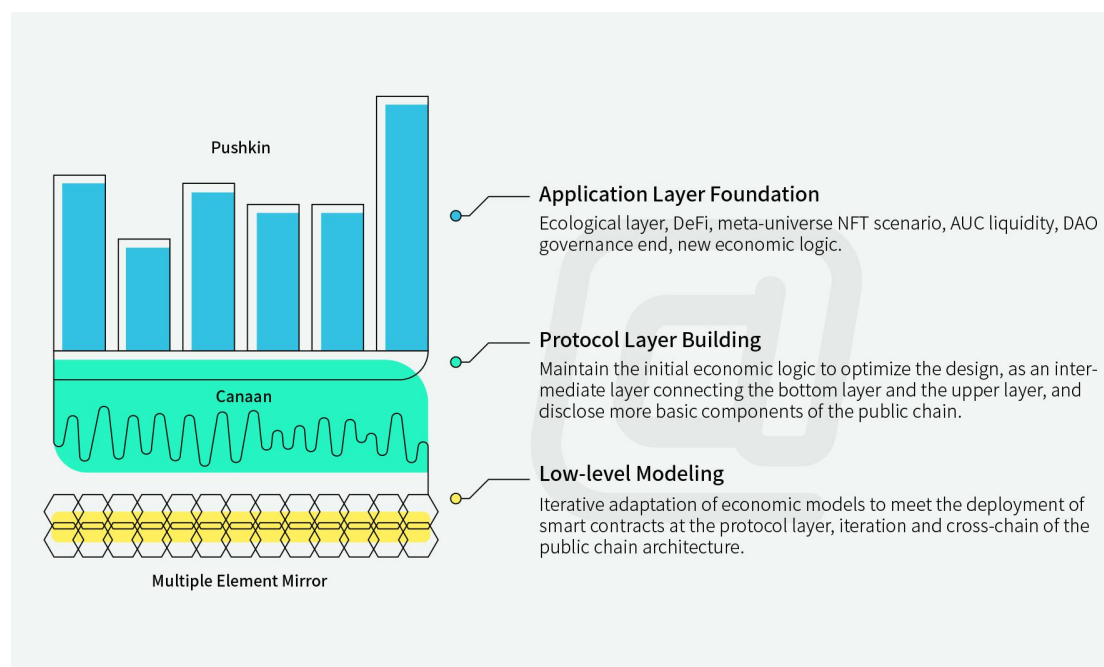 Pushkin
Application Layer Foundation
Ecological layer, DeFi, meta-universe NFT scenario, AUC liquidity, DAO
governance end, new economic logic.
Protocol Layer Building
Maintain the initial economic logic to optimize the design, as an inter-
mediate layer connecting the bottom layer and the upper layer, and
disclose more basic components of the public chain.
Canaan
Low-level Modeling
Iterative adaptation of economic models to meet the deployment of
smart contracts at the protocol layer, iteration and cross-chain of the
public chain architecture.
Multiple Element Mirror